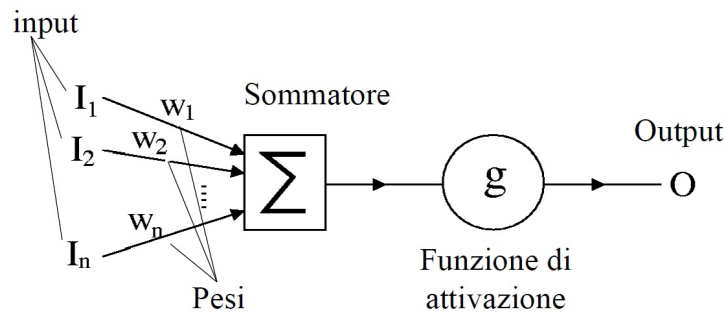 input
I1
w1
Sommatore
I2
w2
Σ
g
Output
O
In
wn
Pesi
Funzione di
attivazione